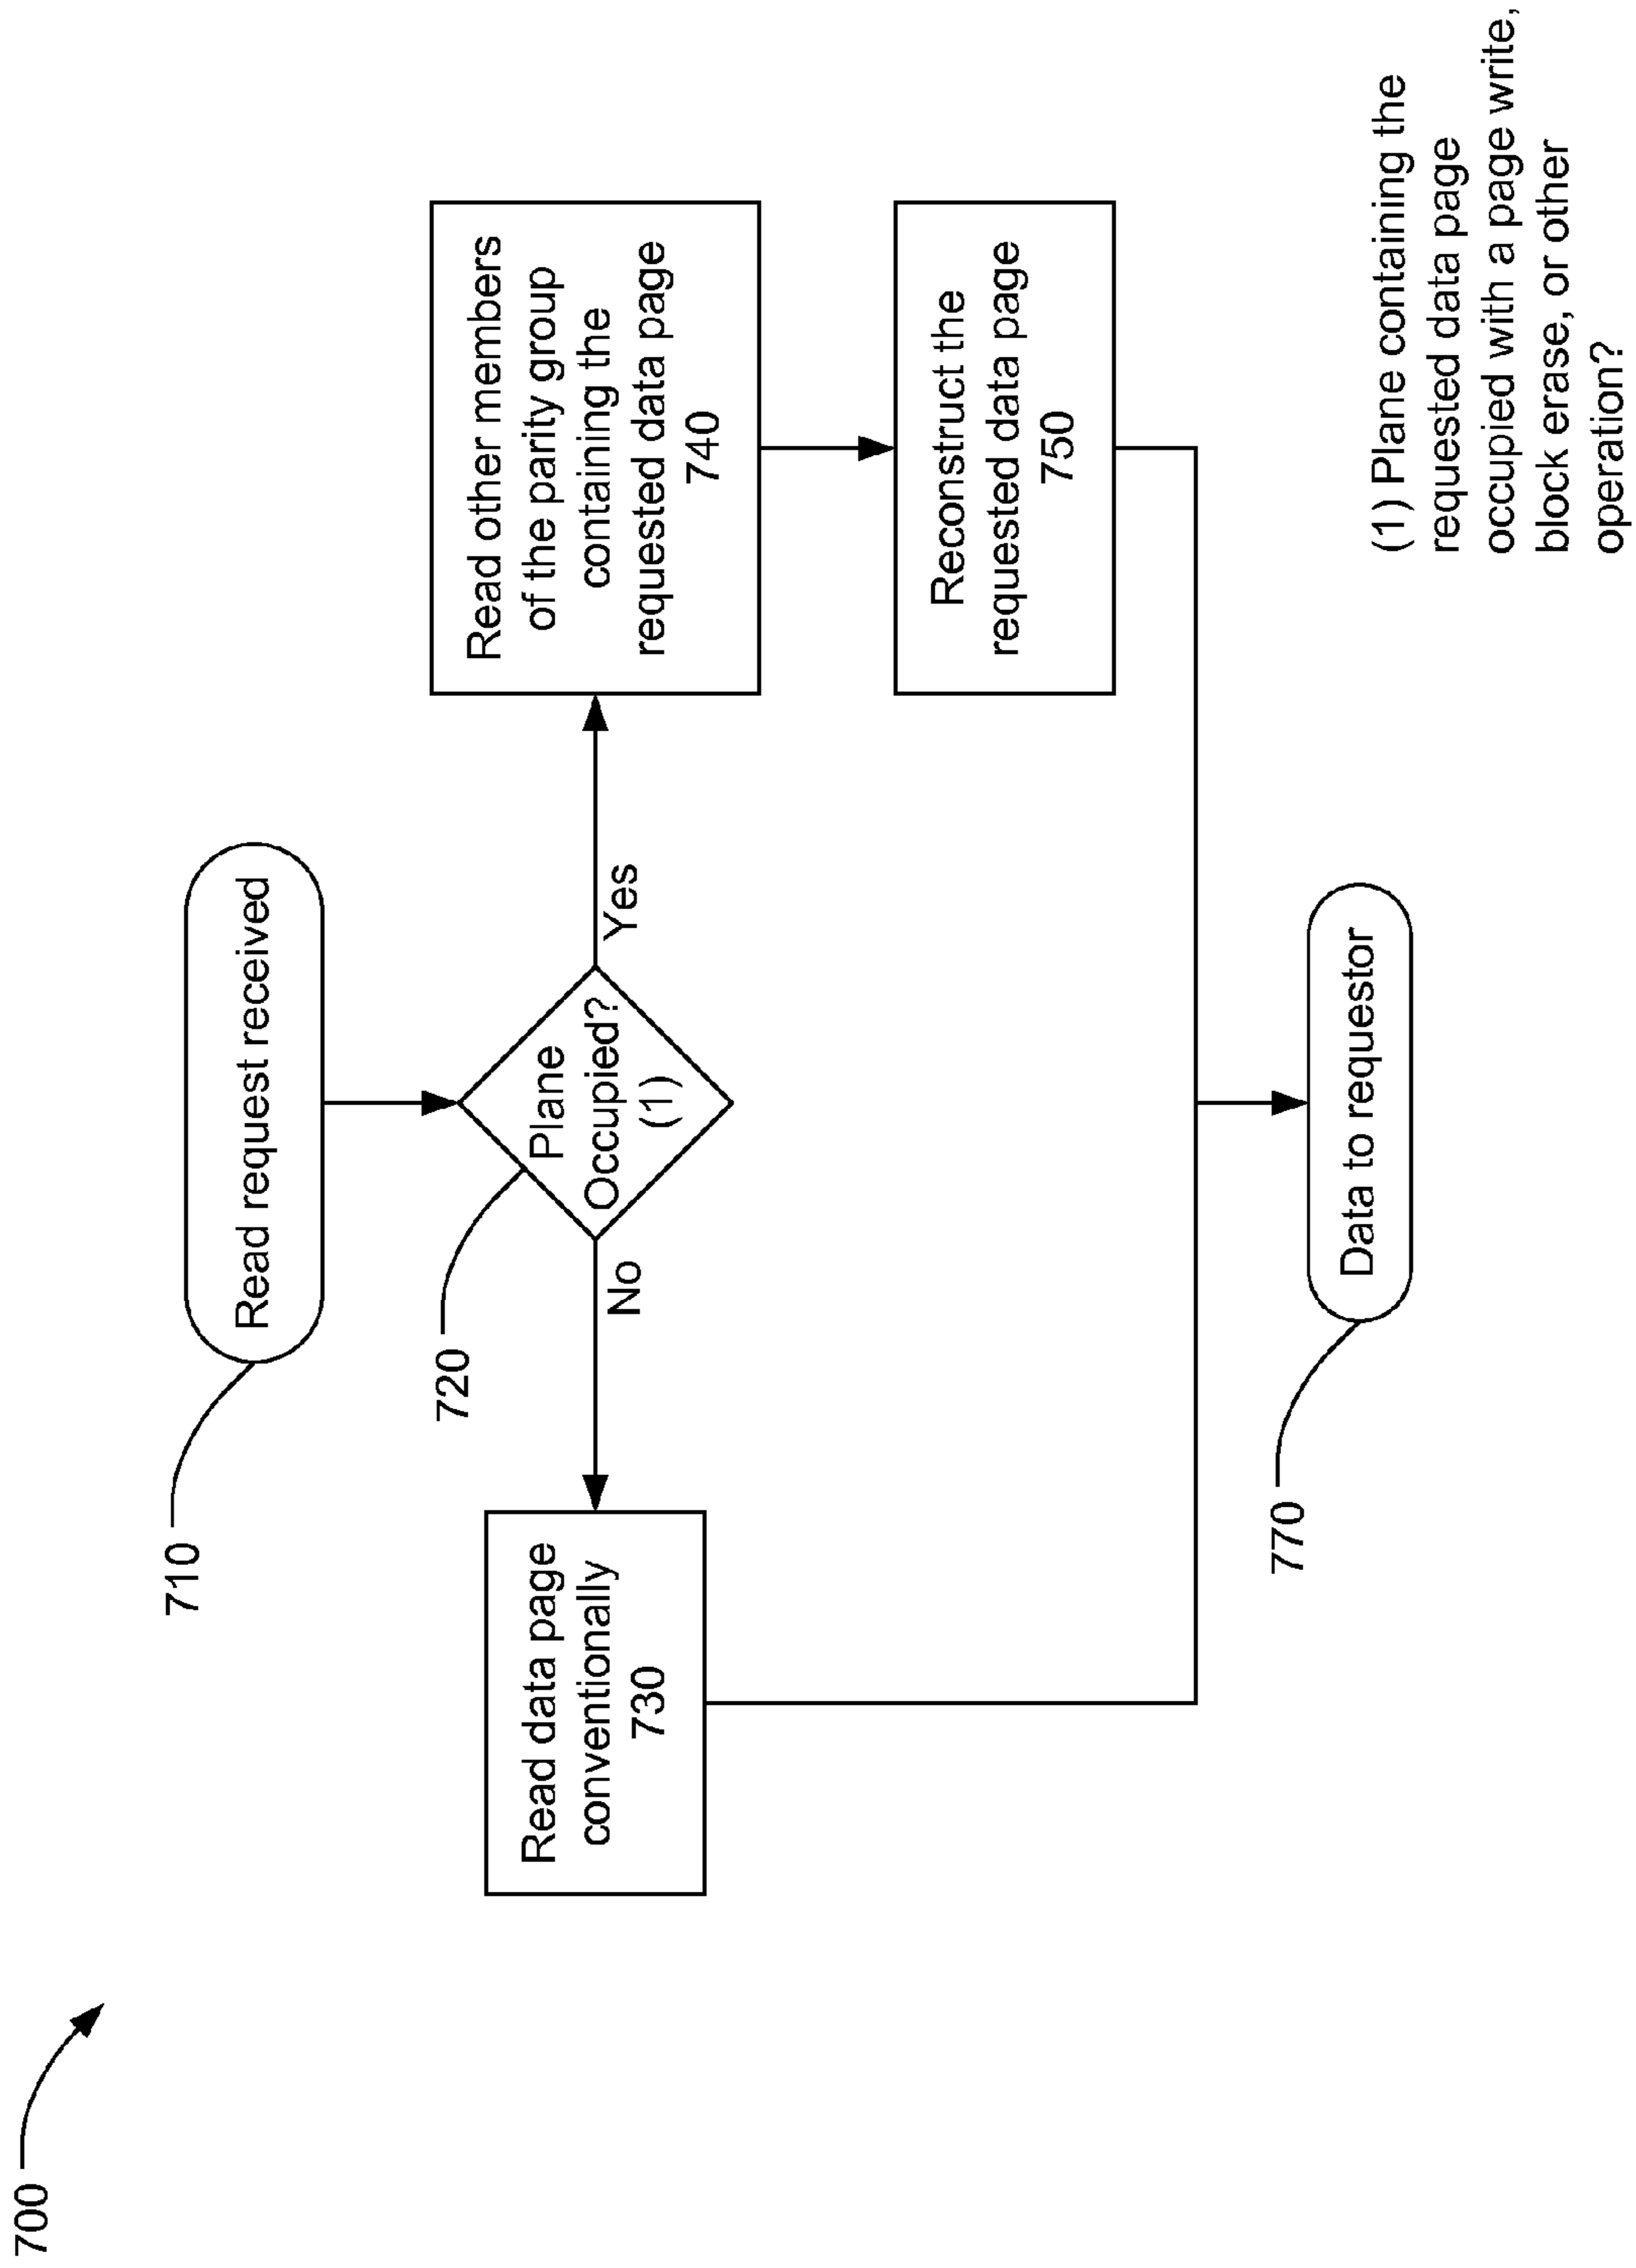 700
710
Read request received
720
Plane
Occupied?
(1)
No
Yes
Read data page
conventionally
730
Read other members
of the parity group
containing the
requested data page
740
Reconstruct the
requested data page
750
770
Data to requestor
(1) Plane containing the
requested data page
occupied with a page write,
block erase, or other
operation?